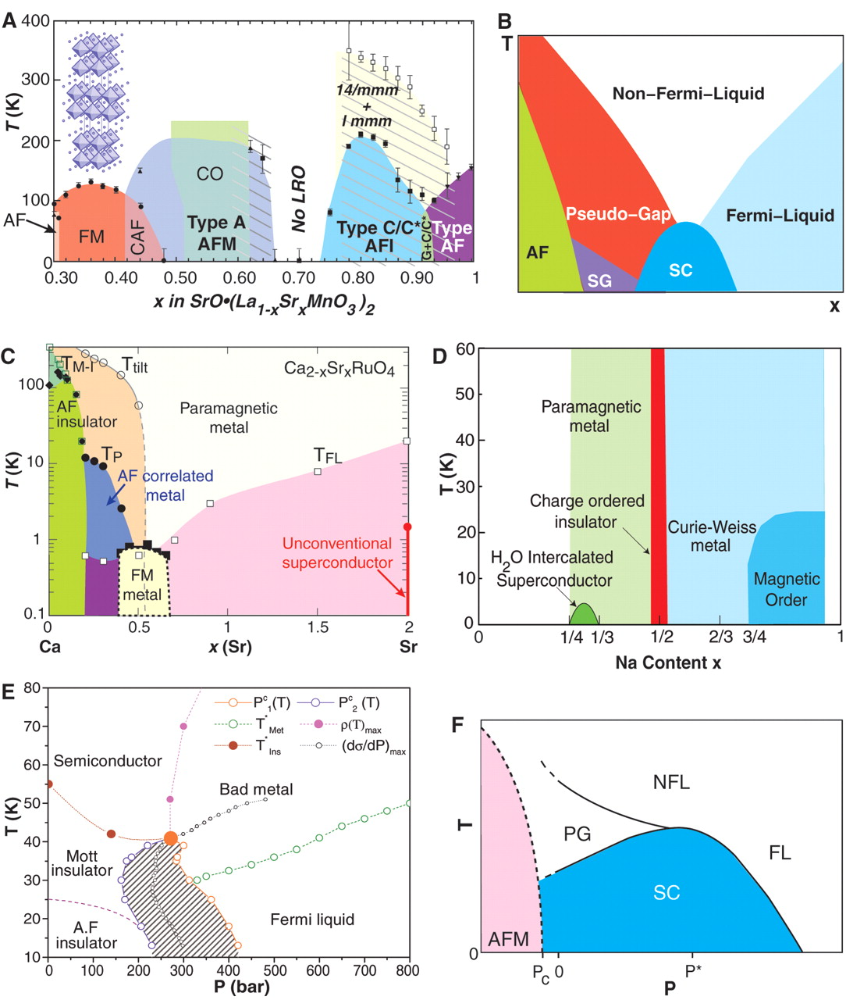 A
400
300
200
100
0
T (K)
14/mmm
+
I mmm
CO
No LRO
AF
FM
CAF
Type A
AFM
Type C/C*
AFI
G+C/C*
Type
AF
0.30 0.40 0.50 0.60 0.70 0.80 0.90 1
x in SrO•(La1-xSrxMnO3)2
B
T
Non–Fermi–Liquid
Pseudo–Gap
Fermi–Liquid
AF
SG
SC
x
C
TM-I
Ttilt
Ca2-xSrxRuO4
100
10
1
0.1
T (K)
AF
insulator
Paramagnetic
metal
TP
TFL
AF correlated
metal
Unconventional
superconductor
FM
metal
0 0.5 1 1.5 2
Ca x (Sr) Sr
D
60
50
40
30
20
10
0
T (K)
Paramagnetic
metal
Charge ordered
insulator
Curie-Weiss
metal
H2O Intercalated
Superconductor
Magnetic
Order
0 1/4 1/3 1/2 2/3 3/4 1
Na Content x
E
80
70
60
50
40
30
20
10
T (K)
Pc1(T) Pc2 (T)
T*Met ρ(T)max
T*Ins (dσ/dP)max
Semiconductor
Bad metal
Mott
insulator
A.F
insulator
Fermi liquid
0 100 200 300 400 500 600 700 800
P (bar)
F
T
NFL
PG
FL
SC
AFM
0
PC 0 P*
P